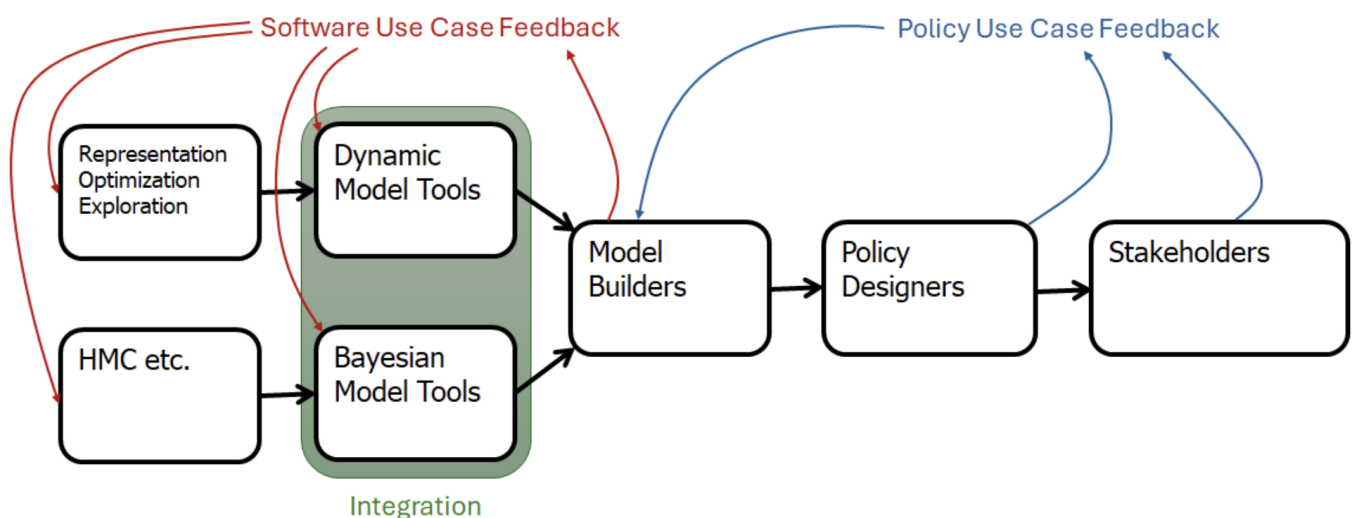 Software Use Case Feedback
Policy Use Case Feedback
Representation
Optimization
Exploration
Dynamic
Model Tools
Model
Builders
Policy
Designers
Stakeholders
HMC etc.
Bayesian
Model Tools
Integration